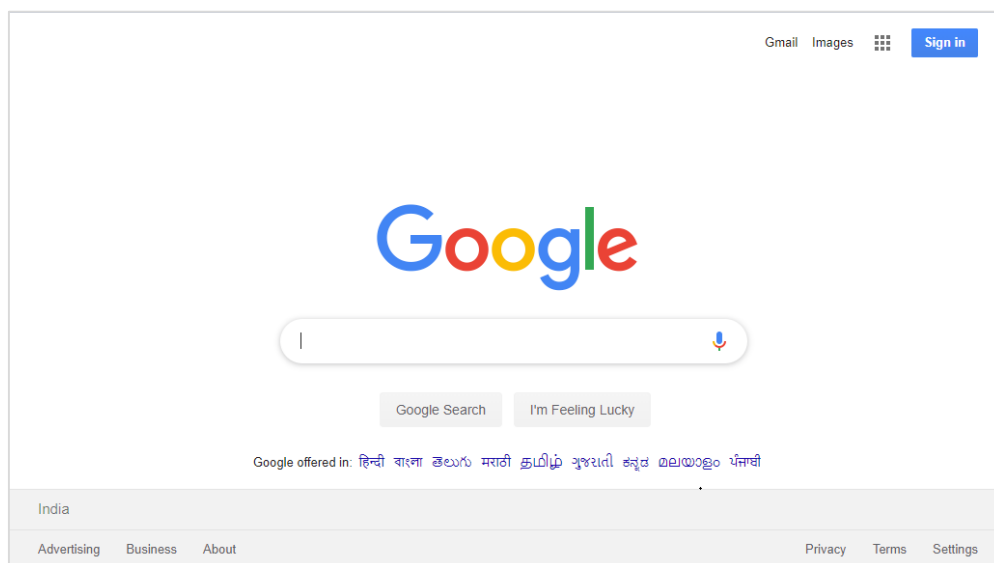 Gmail Images Sign in
Google
Google Search I'm Feeling Lucky
Google offered in: हिन्दी বাংলা తెలుగు मराठी தமிழ் ગુજરાતી ಕನ್ನಡ മലയാളം ਪੰਜਾਬੀ
India
Advertising Business About Privacy Terms Settings